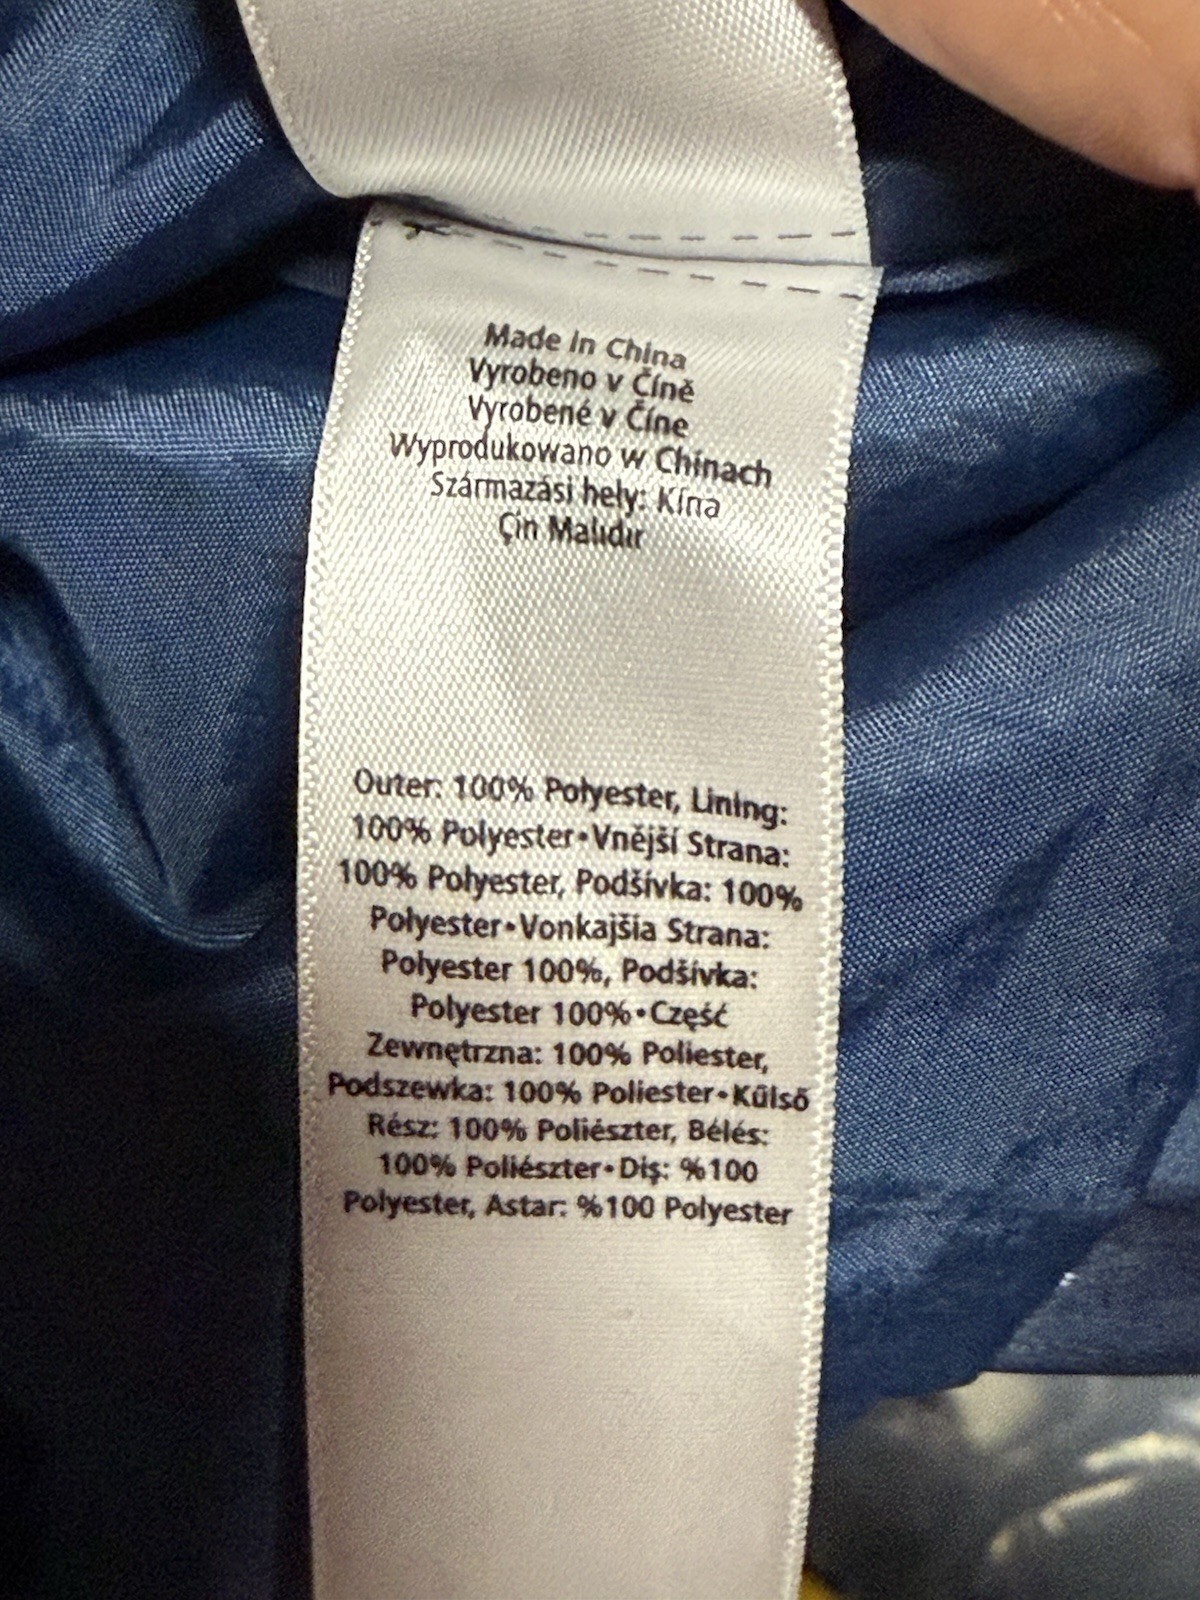 Made in China
Vyrobeno v Číně
Vyrobené v Číne
Wyprodukowano w Chinach
Származási hely: Kína
Çin Malıdır
Outer: 100% Polyester, Lining:
100% Polyester•Vnější Strana:
100% Polyester, Podšívka: 100%
Polyester•Vonkajšia Strana:
Polyester 100%, Podšívka:
Polyester 100%•Część
Zewnętrzna: 100% Poliester,
Podszewka: 100% Poliester•Külső
Rész: 100% Poliészter, Bélés:
100% Poliészter•Dış: %100
Polyester, Astar: %100 Polyester